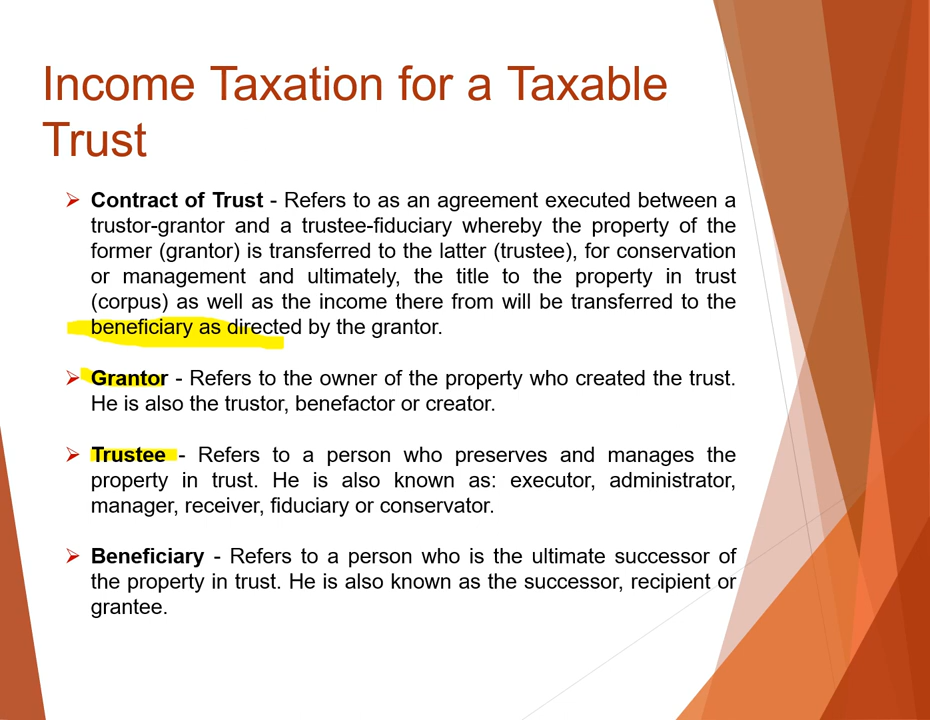 Income Taxation for a Taxable
Trust
Contract of Trust - Refers to as an agreement executed between a
trustor-grantor and a trustee-fiduciary whereby the property of the
former (grantor) is transferred to the latter (trustee), for conservation
or management and ultimately, the title to the property in trust
(corpus) as well as the income there from will be transferred to the
beneficiary as directed by the grantor.
Grantor - Refers to the owner of the property who created the trust.
He is also the trustor, benefactor or creator.
Trustee - Refers to a person who preserves and manages the
property in trust. He is also known as: executor, administrator,
manager, receiver, fiduciary or conservator.
Beneficiary - Refers to a person who is the ultimate successor of
the property in trust. He is also known as the successor, recipient or
grantee.